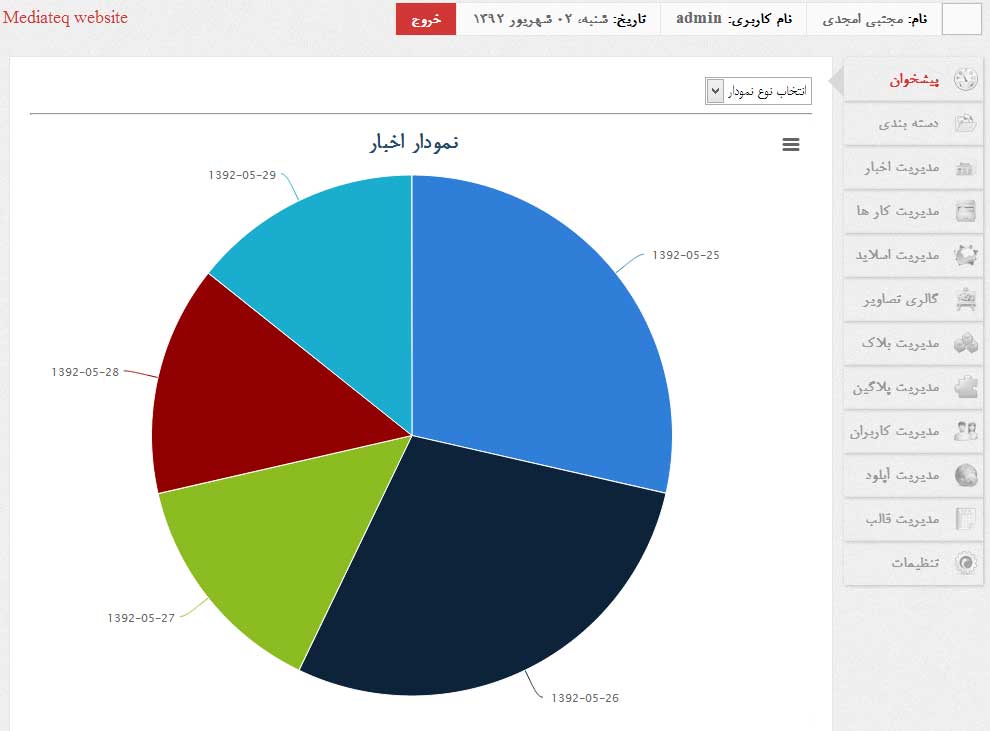 Mediateq website
نام: مجتبی امجدی
نام کاربری: admin
تاریخ: شنبه، ۰۲ شهریور ۱۳۹۲
خروج
پیشخوان
دسته بندی
مدیریت اخبار
مدیریت کار ها
مدیریت اسلاید
گالری تصاویر
مدیریت بلاک
مدیریت پلاگین
مدیریت کاربران
مدیریت آپلود
مدیریت قالب
تنظیمات
انتخاب نوع نمودار
نمودار اخبار
1392-05-29
1392-05-25
1392-05-28
1392-05-27
1392-05-26